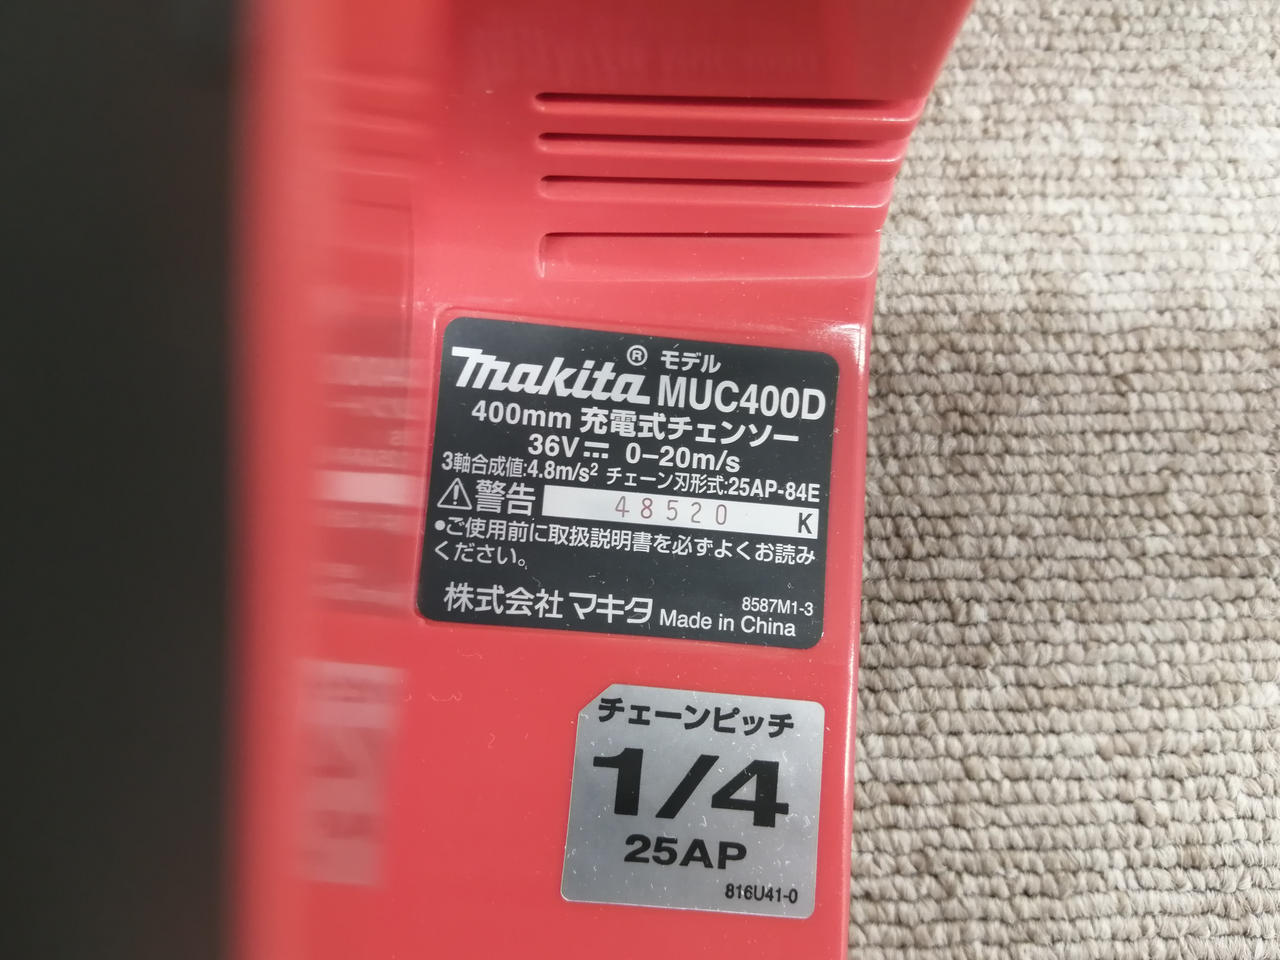 makita® モデル MUC400D
400mm 充電式チェンソー
36V⎓ 0-20m/s
3軸合成値:4.8m/s² チェーン刃形式:25AP-84E
⚠警告 48520 K
●ご使用前に取扱説明書を必ずよくお読み
ください。
株式会社マキタ Made in China
8587M1-3
チェーンピッチ
1/4
25AP
816U41-0